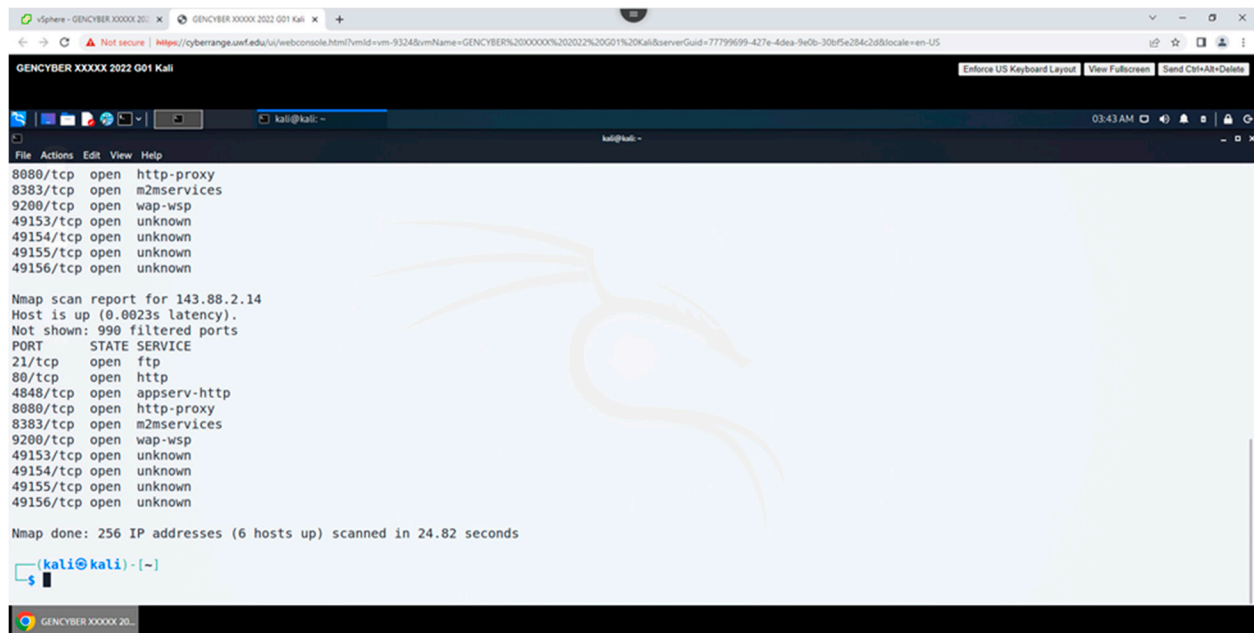 vSphere - GENCYBER XXXXX 202 GENCYBER XXXXX 2022 G01 Kali
Not secure | https://cyberrange.uwf.edu/ui/webconsole.html?vmId=vm-9324&vmName=GENCYBER%20XXXXX%202022%20G01%20Kali&serverGuid=77799699-427e-4dea-9e0b-30bf5e284c2d&locale=en-US
GENCYBER XXXXX 2022 G01 Kali Enforce US Keyboard Layout View Fullscreen Send Ctrl+Alt+Delete
kali@kali: ~ 03:43 AM
kali@kali: ~
File Actions Edit View Help
8080/tcp open http-proxy
8383/tcp open m2mservices
9200/tcp open wap-wsp
49153/tcp open unknown
49154/tcp open unknown
49155/tcp open unknown
49156/tcp open unknown
Nmap scan report for 143.88.2.14
Host is up (0.0023s latency).
Not shown: 990 filtered ports
PORT STATE SERVICE
21/tcp open ftp
80/tcp open http
4848/tcp open appserv-http
8080/tcp open http-proxy
8383/tcp open m2mservices
9200/tcp open wap-wsp
49153/tcp open unknown
49154/tcp open unknown
49155/tcp open unknown
49156/tcp open unknown
Nmap done: 256 IP addresses (6 hosts up) scanned in 24.82 seconds
(kali㉿kali)-[~]
$
GENCYBER XXXXX 20...